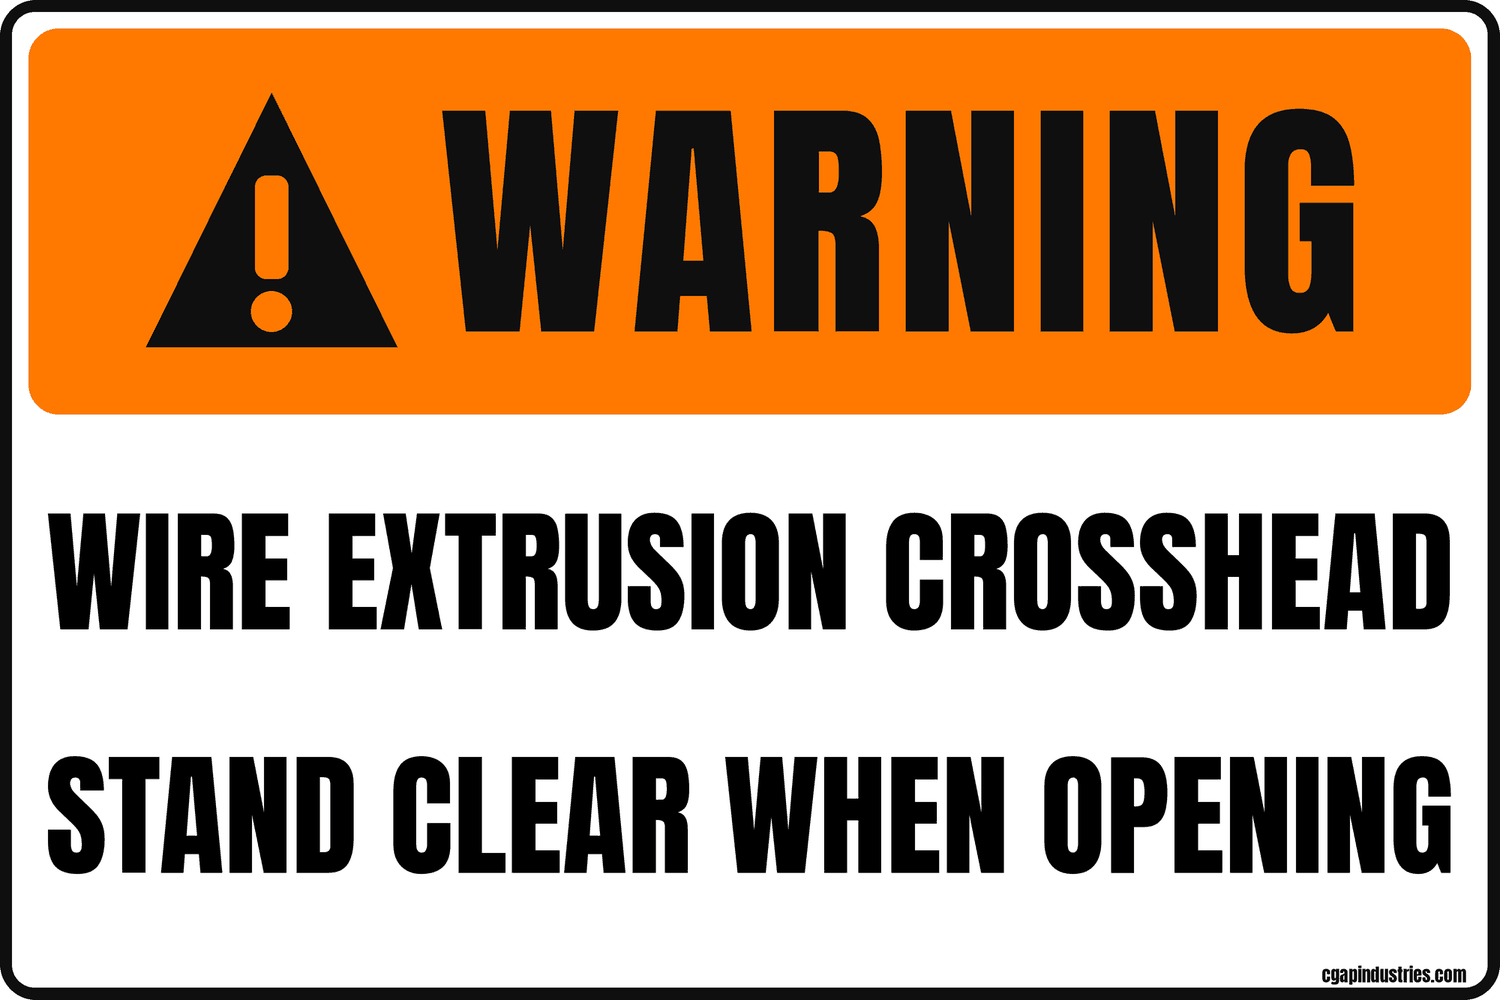 WARNING
WIRE EXTRUSION CROSSHEAD
STAND CLEAR WHEN OPENING
cgapindustries.com